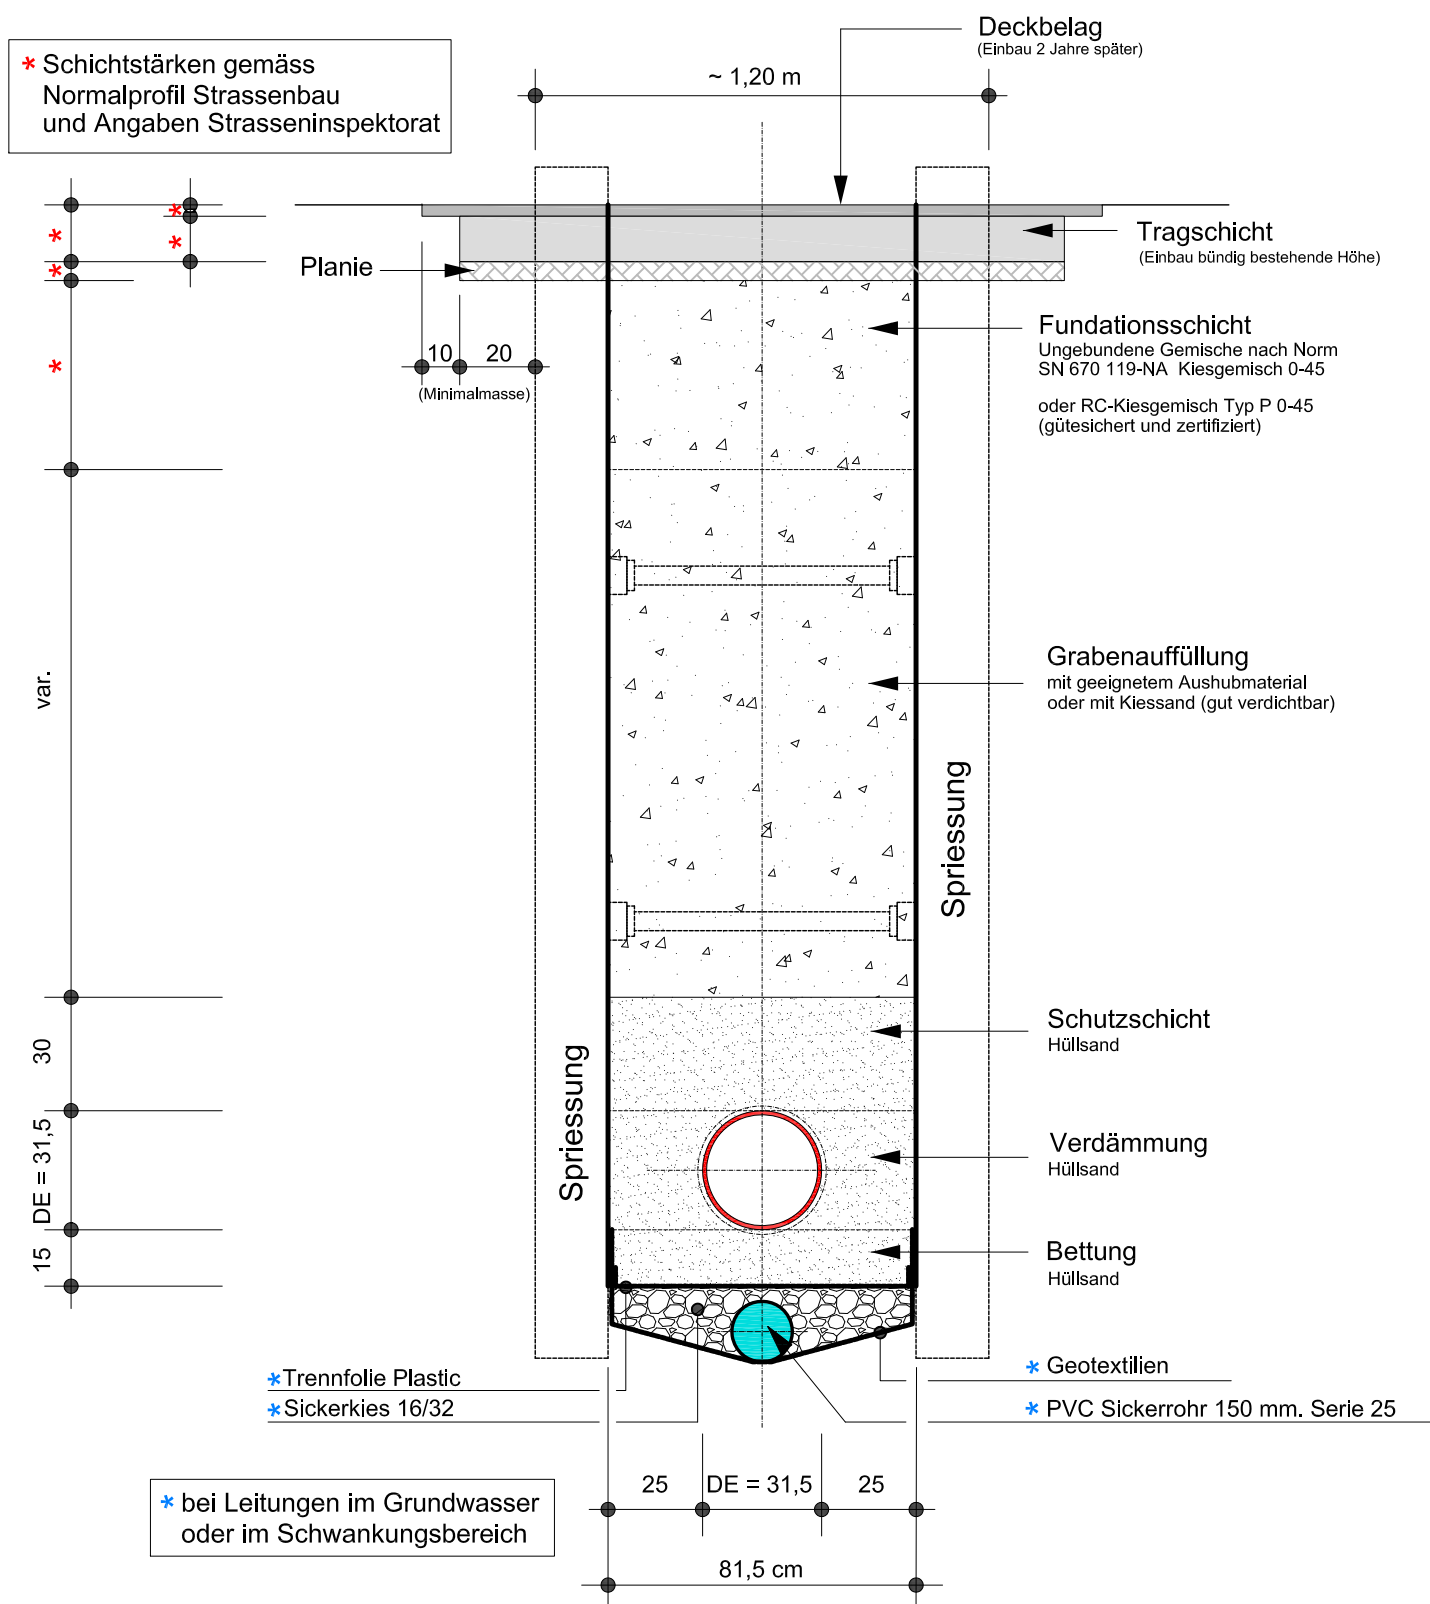 Deckbelag
(Einbau 2 Jahre später)
* Schichtstärken gemäss
Normalprofil Strassenbau
und Angaben Strasseninspektorat
~ 1,20 m
*
*
*
*
*
Tragschicht
(Einbau bündig bestehende Höhe)
Planie
Fundationsschicht
Ungebundene Gemische nach Norm
SN 670 119-NA Kiesgemisch 0-45
oder RC-Kiesgemisch Typ P 0-45
(gütesichert und zertifiziert)
10
20
(Minimalmasse)
var.
Grabenauffüllung
mit geeignetem Aushubmaterial
oder mit Kiessand (gut verdichtbar)
Spriessung
Schutzschicht
Hüllsand
30
Spriessung
DE = 31,5
Verdämmung
Hüllsand
15
Bettung
Hüllsand
* Trennfolie Plastic
* Sickerkies 16/32
* Geotextilien
* PVC Sickerrohr 150 mm. Serie 25
25
DE = 31,5
25
* bei Leitungen im Grundwasser
oder im Schwankungsbereich
81,5 cm